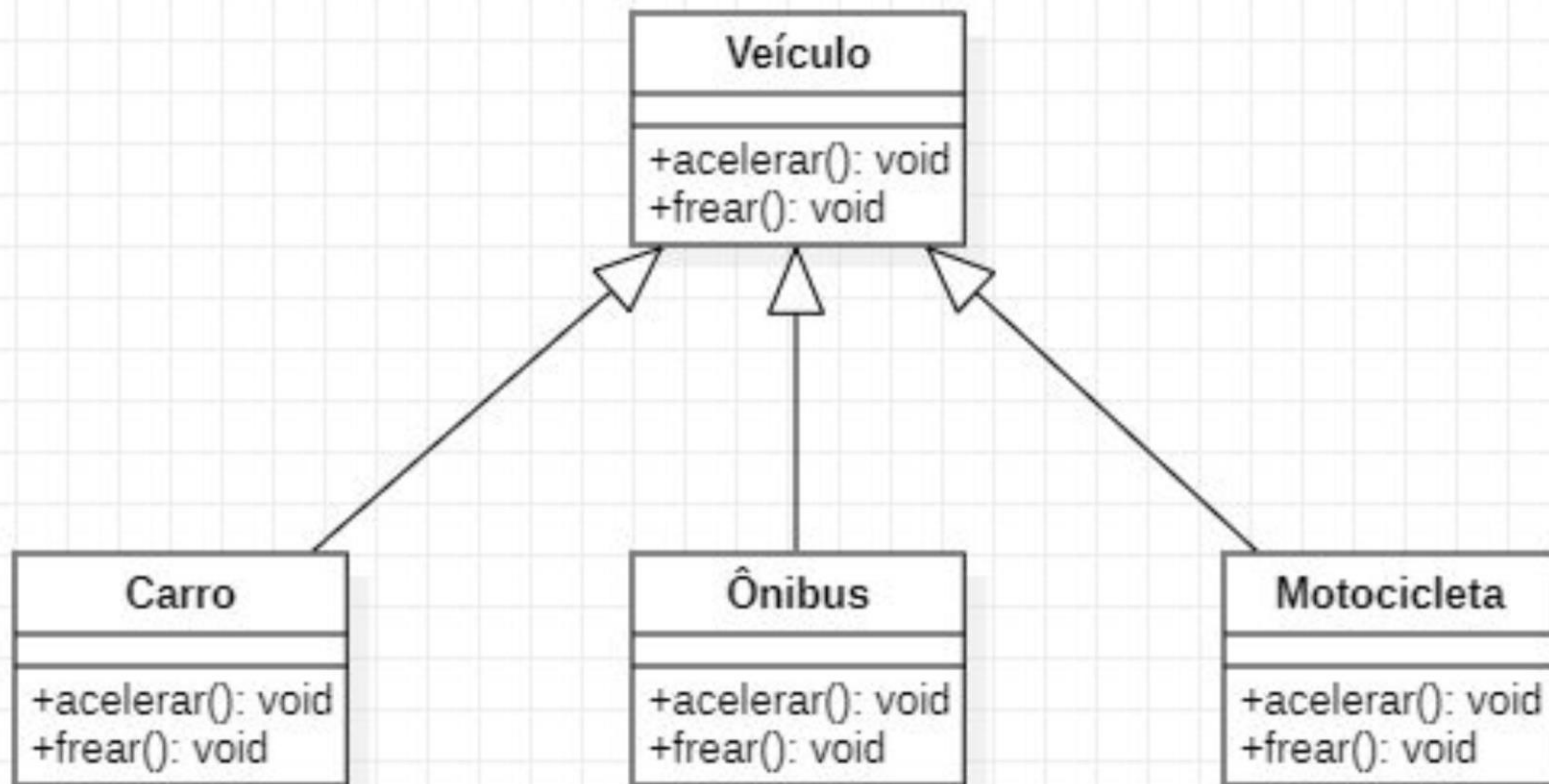 Veículo
+acelerar(): void
+frear(): void
Carro
+acelerar(): void
+frear(): void
Ônibus
+acelerar(): void
+frear(): void
Motocicleta
+acelerar(): void
+frear(): void